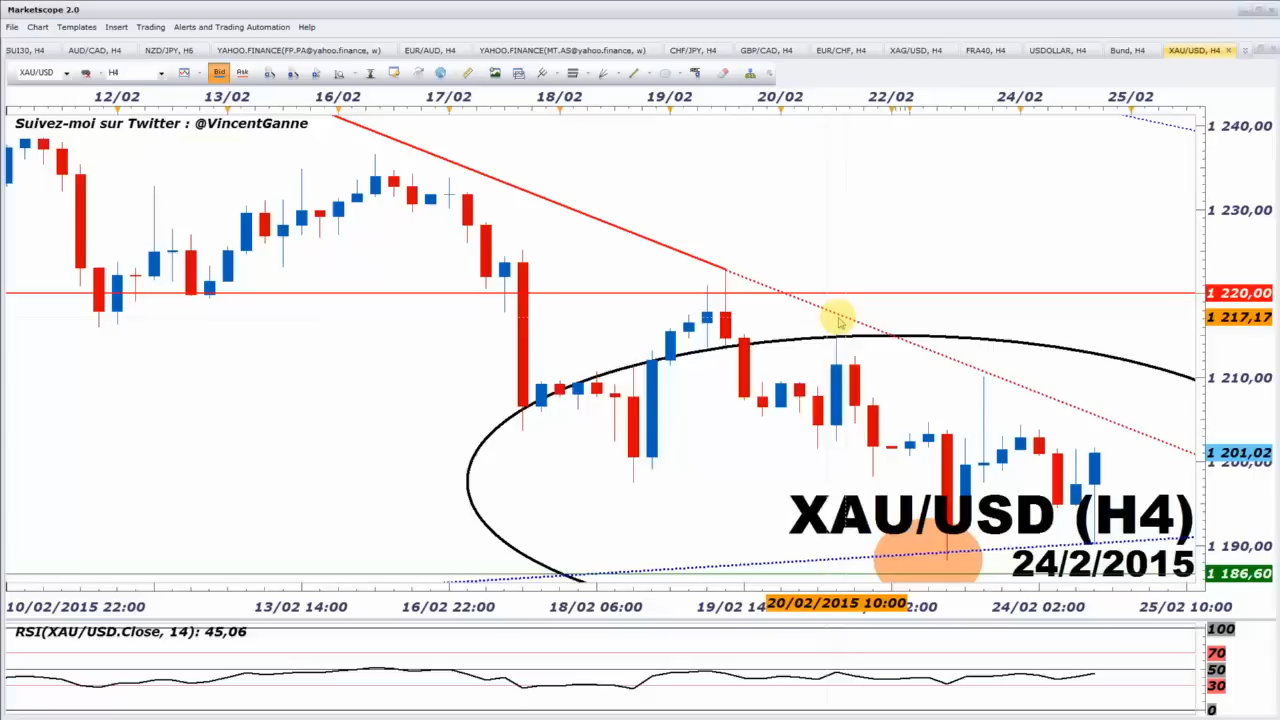 Marketscope 2.0
File Chart Templates Insert Trading Alerts and Trading Automation Help
SUI30, H4 AUD/CAD, H4 NZD/JPY, H6 YAHOO.FINANCE(FP.PA@yahoo.finance, w) EUR/AUD, H4 YAHOO.FINANCE(MT.AS@yahoo.finance, w) CHF/JPY, H4 GBP/CAD, H4 EUR/CHF, H4 XAG/USD, H4 FRA40, H4 USDOLLAR, H4 Bund, H4 XAU/USD, H4
XAU/USD H4 Bid Rsk
12/02 13/02 16/02 17/02 18/02 19/02 20/02 22/02 24/02 25/02
Suivez-moi sur Twitter : @VincentGanne
1 240,00
1 230,00
1 220,00
1 217,17
1 210,00
1 201,02
1 200,00
XAU/USD (H4)
1 190,00
24/2/2015
1 186,60
10/02/2015 22:00 13/02 14:00 16/02 22:00 18/02 06:00 19/02 14 20/02/2015 10:00 2:00 24/02 02:00 25/02 10:00
RSI(XAU/USD.Close, 14): 45,06
100
70
50
30
0